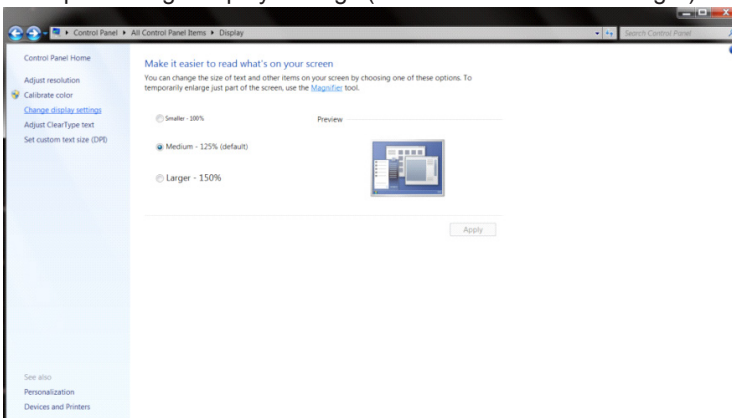 Control Panel ▸ All Control Panel Items ▸ Display
Search Control Panel
Control Panel Home
Adjust resolution
Calibrate color
Change display settings
Adjust ClearType text
Set custom text size (DPI)
Make it easier to read what's on your screen
You can change the size of text and other items on your screen by choosing one of these options. To
temporarily enlarge just part of the screen, use the Magnifier tool.
Smaller - 100%
Preview
Medium - 125% (default)
Larger - 150%
Apply
See also
Personalization
Devices and Printers